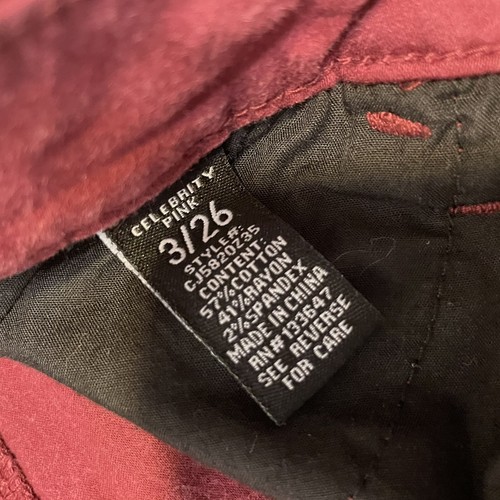 CELEBRITY
PINK
3/26
STYLE#:
CJ5820Z35
CONTENT:
57%COTTON
41%RAYON
2%SPANDEX
MADE IN CHINA
RN#133647
SEE REVERSE
FOR CARE